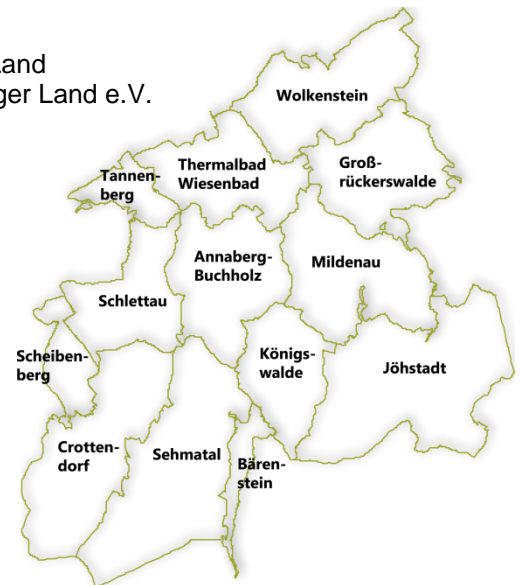 Land
ger Land e.V.
Wolkenstein
Thermalbad
Wiesenbad
Groß-
rückerswalde
Tannen-
berg
Annaberg-
Buchholz
Mildenau
Schlettau
Scheiben-
berg
Königs-
walde
Jöhstadt
Crotten-
dorf
Sehmatal
Bären-
stein